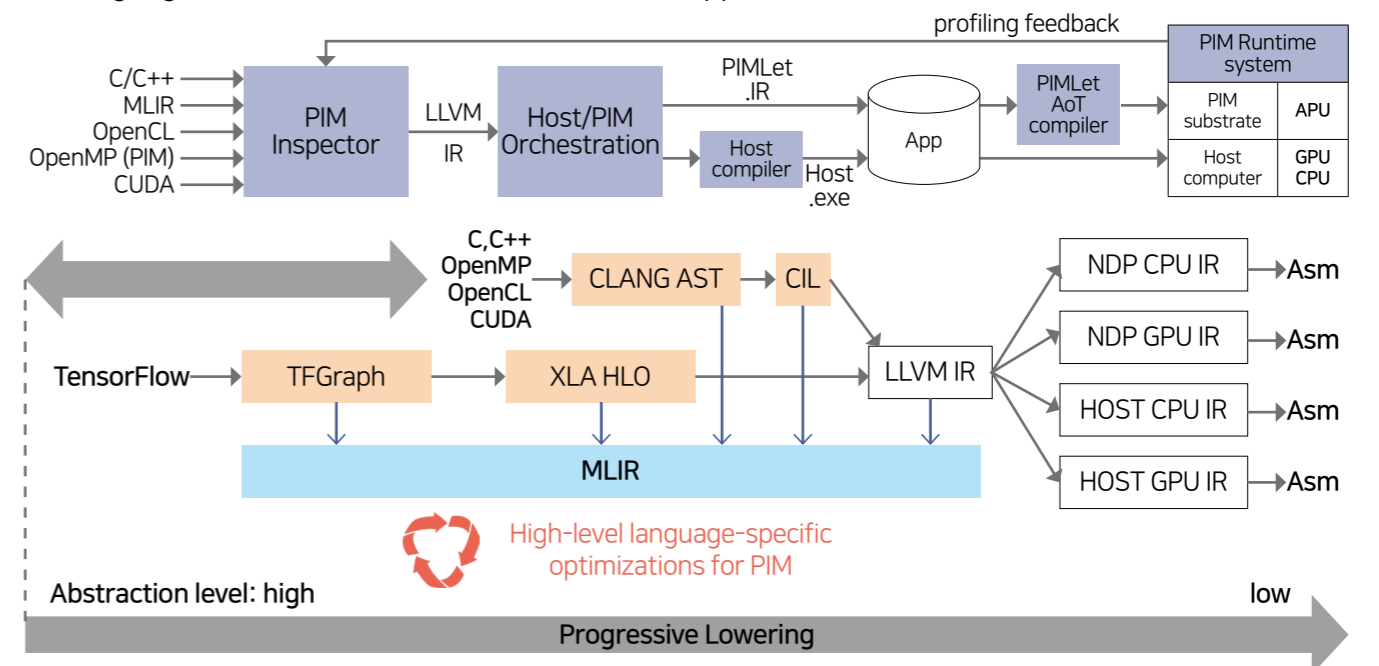 profiling feedback
C/C++
MLIR
OpenCL
OpenMP (PIM)
CUDA
PIM
Inspector
LLVM
IR
Host/PIM
Orchestration
PIMLet
.IR
Host
compiler
Host
.exe
App
PIMLet
AoT
compiler
PIM Runtime
system
PIM
substrate
APU
Host
computer
GPU
CPU
C,C++
OpenMP
OpenCL
CUDA
CLANG AST
CIL
TensorFlow
TFGraph
XLA HLO
LLVM IR
NDP CPU IR
Asm
NDP GPU IR
Asm
HOST CPU IR
Asm
HOST GPU IR
Asm
MLIR
High-level language-specific
optimizations for PIM
Abstraction level: high
low
Progressive Lowering